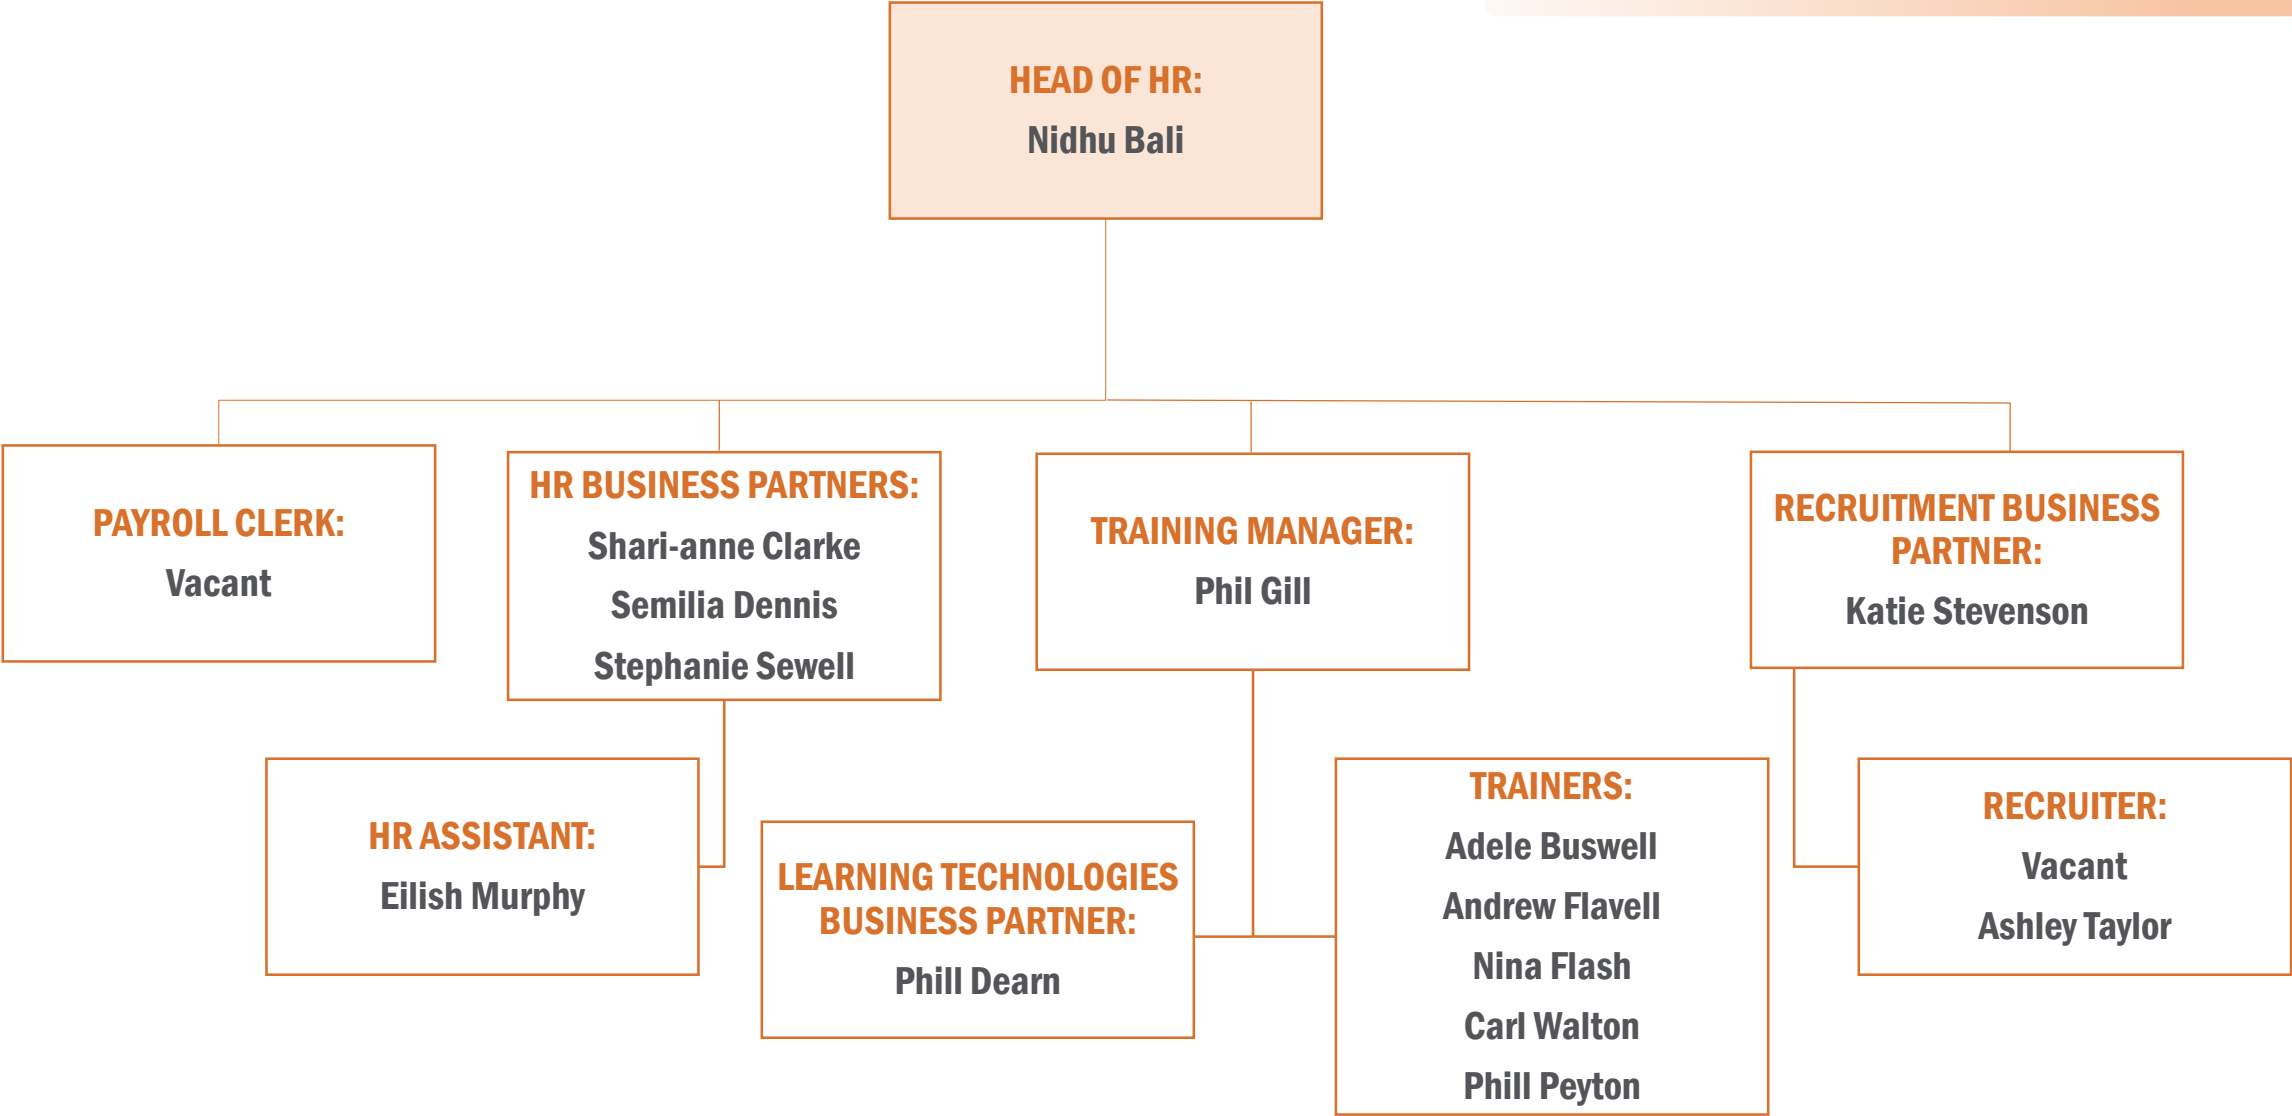 HEAD OF HR:
Nidhu Bali
PAYROLL CLERK:
Vacant
HR BUSINESS PARTNERS:
Shari-anne Clarke
Semilia Dennis
Stephanie Sewell
TRAINING MANAGER:
Phil Gill
RECRUITMENT BUSINESS
PARTNER:
Katie Stevenson
HR ASSISTANT:
Eilish Murphy
LEARNING TECHNOLOGIES
BUSINESS PARTNER:
Phill Dearn
TRAINERS:
Adele Buswell
Andrew Flavell
Nina Flash
Carl Walton
Phill Peyton
RECRUITER:
Vacant
Ashley Taylor